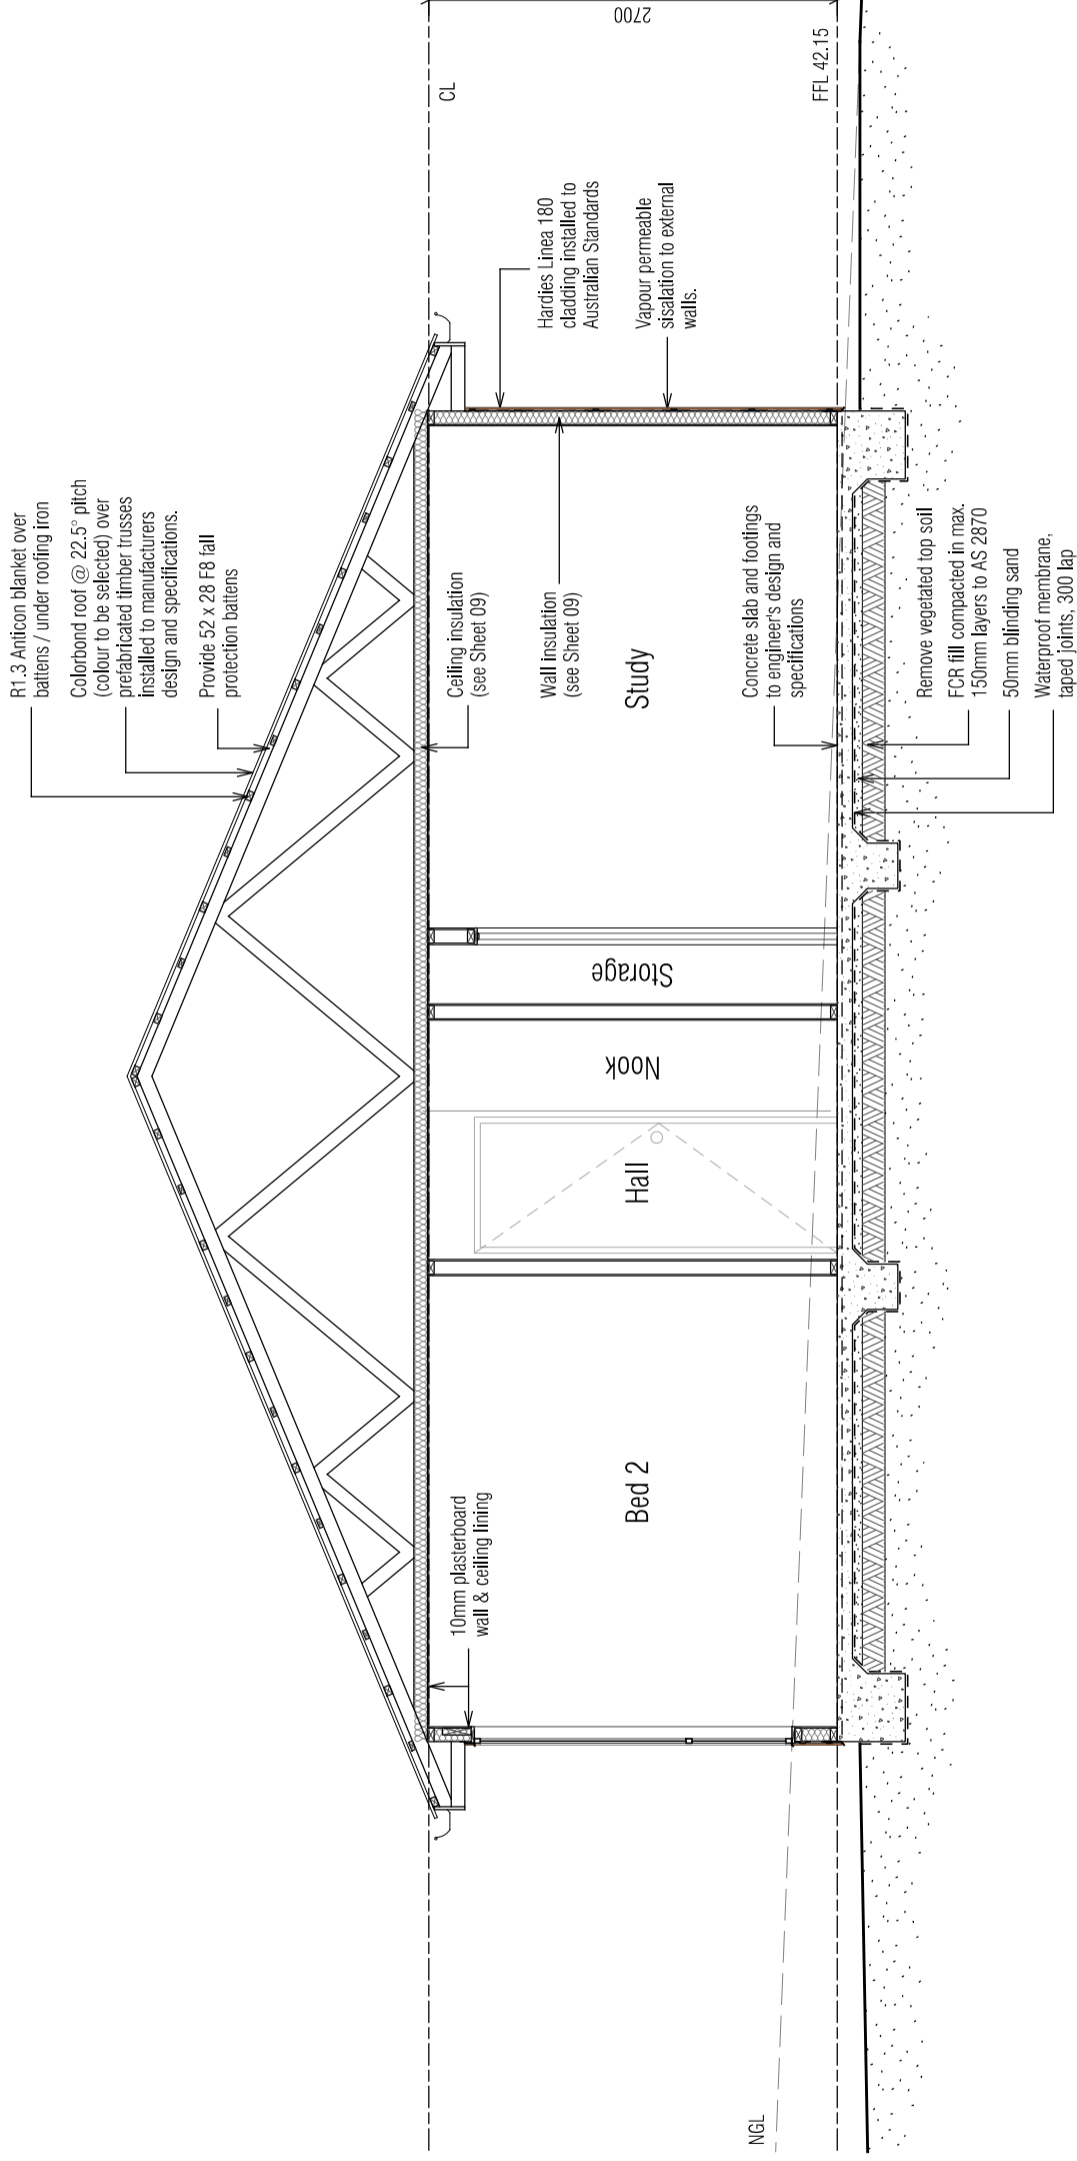 R1.3 Anticon blanket over
battens / under roofing iron
Colorbond roof @ 22.5° pitch
(colour to be selected) over
prefabricated timber trusses
installed to manufacturers
design and specifications.
Provide 52 x 28 F8 fall
protection battens
10mm plasterboard
wall & ceiling lining
Ceiling insulation
(see Sheet 09)
Wall insulation
(see Sheet 09)
Hardies Linea 180
cladding installed to
Australian Standards
Vapour permeable
sisalation to external
walls.
CL
2700
FFL 42.15
NGL
Bed 2
Hall
Nook
Storage
Study
Concrete slab and footings
to engineer's design and
specifications
Remove vegetated top soil
FCR fill compacted in max.
150mm layers to AS 2870
50mm blinding sand
Waterproof membrane,
taped joints, 300 lap